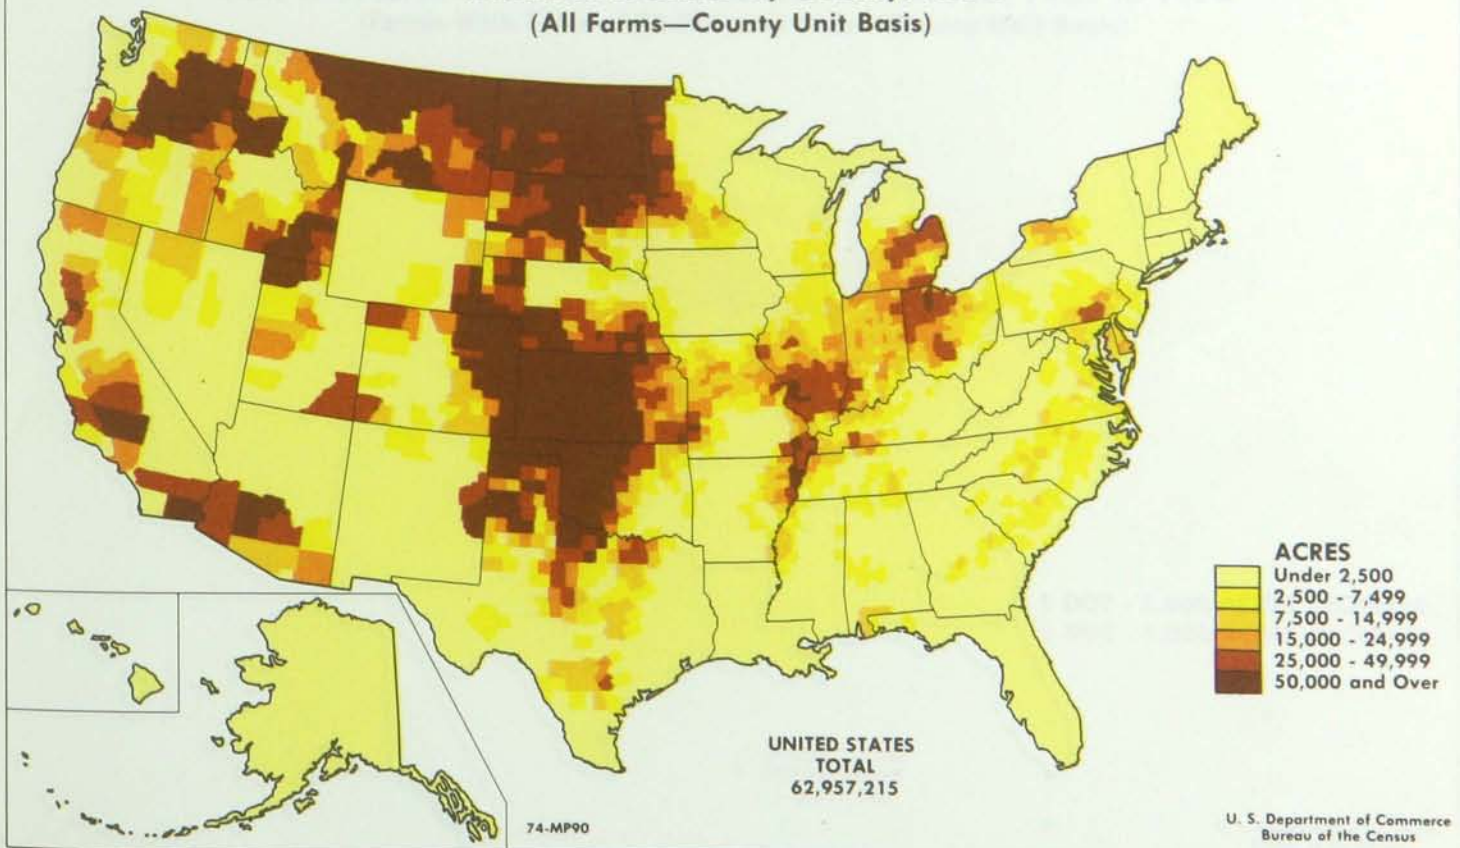 (All Farms—County Unit Basis)
ACRES
Under 2,500
2,500 - 7,499
7,500 - 14,999
15,000 - 24,999
25,000 - 49,999
50,000 and Over
UNITED STATES
TOTAL
62,957,215
74-MP90
U. S. Department of Commerce
Bureau of the Census